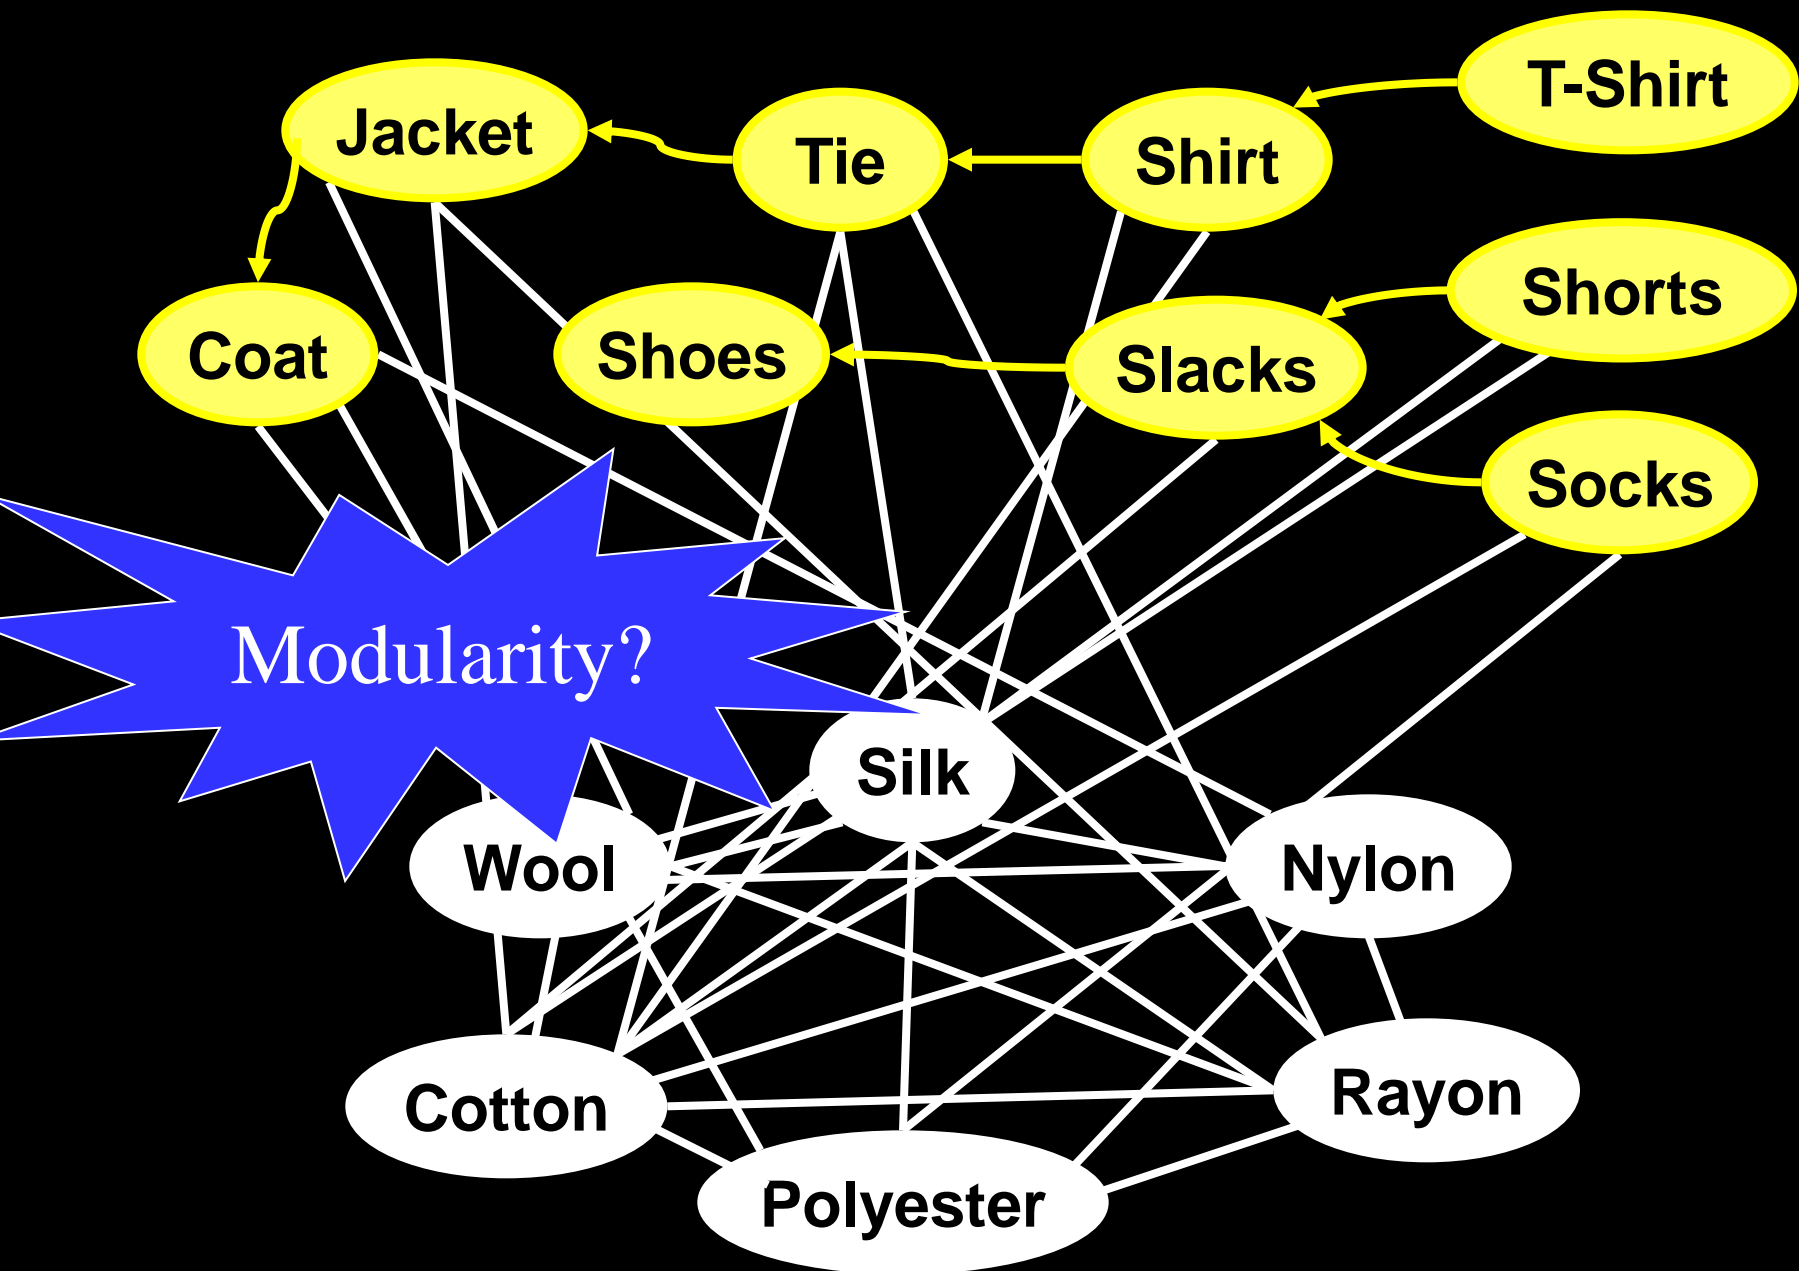 T-Shirt
Jacket
Tie
Shirt
Shorts
Coat
Shoes
Slacks
Socks
Modularity?
Silk
Wool
Nylon
Cotton
Rayon
Polyester